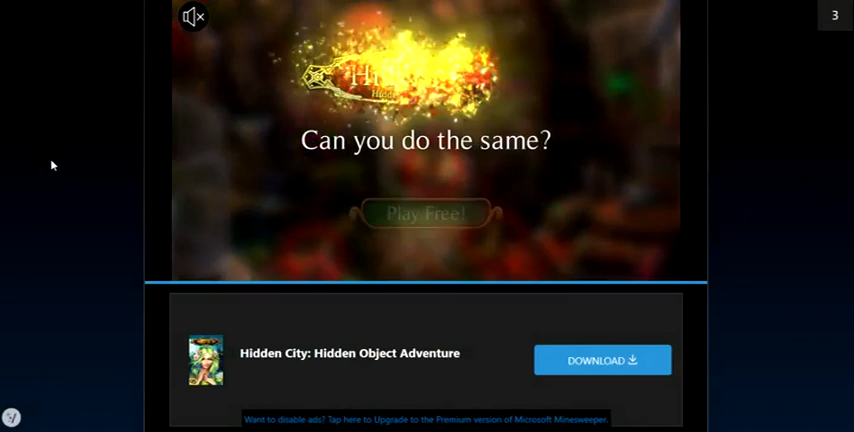 3
Can you do the same?
Play Free!
Hidden City: Hidden Object Adventure
DOWNLOAD
Want to disable ads? Tap here to Upgrade to the Premium version of Microsoft Minesweeper.